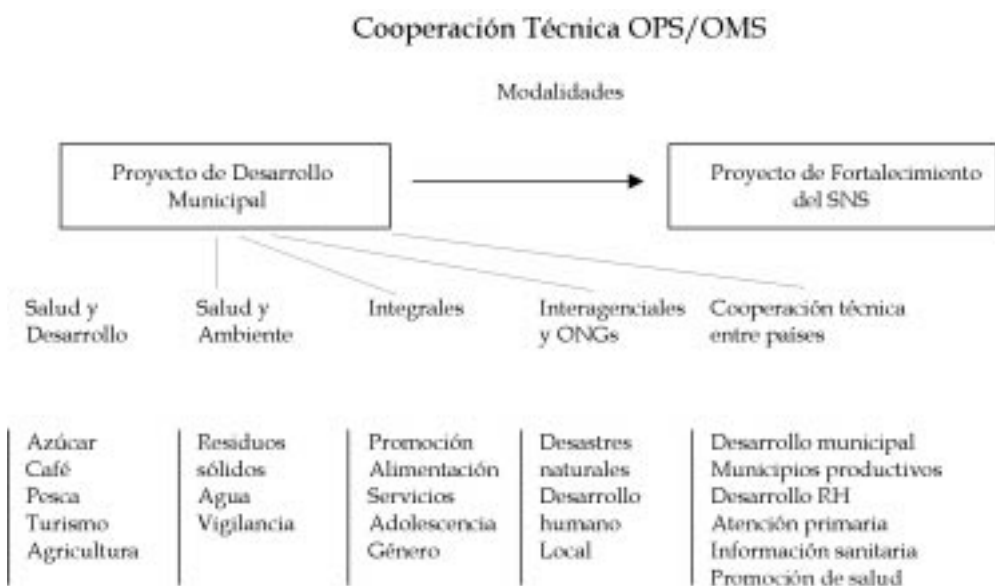 Cooperación Técnica OPS/OMS
Modalidades
Proyecto de Desarrollo
Municipal
Proyecto de Fortalecimiento
del SNS
Salud y
Desarrollo
Salud y
Ambiente
Integrales
Interagenciales
y ONGs
Cooperación técnica
entre países
Azúcar
Café
Pesca
Turismo
Agricultura
Residuos
sólidos
Agua
Vigilancia
Promoción
Alimentación
Servicios
Adolescencia
Género
Desastres
naturales
Desarrollo
humano
Local
Desarrollo municipal
Municipios productivos
Desarrollo RH
Atención primaria
Información sanitaria
Promoción de salud